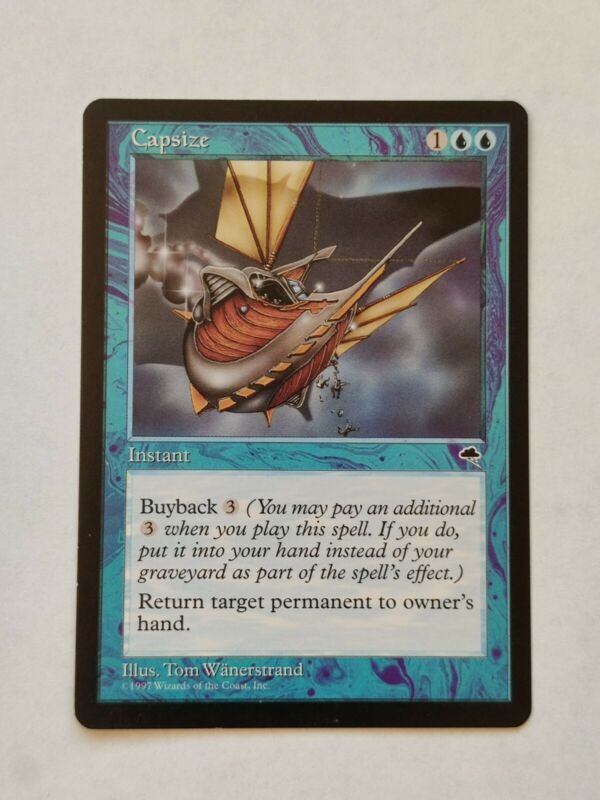 Capsize 1
Instant
Buyback 3 (You may pay an additional
3 when you play this spell. If you do,
put it into your hand instead of your
graveyard as part of the spell's effect.)
Return target permanent to owner's
hand.
Illus. Tom Wänerstrand
©1997 Wizards of the Coast, Inc.